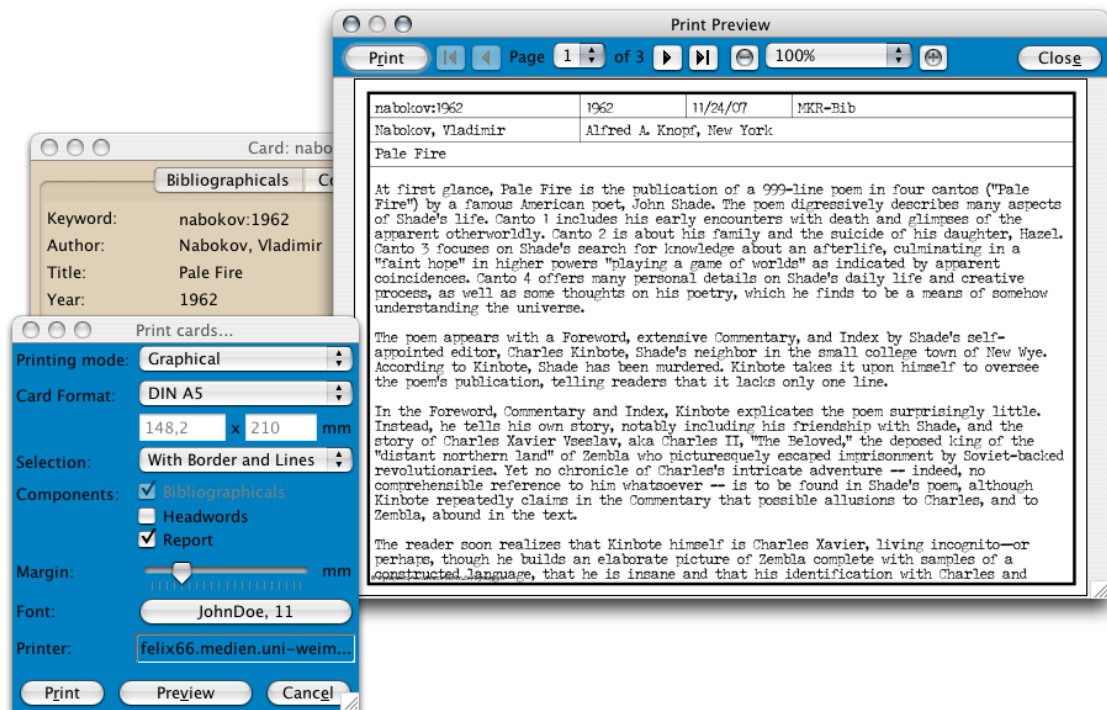 Print Preview
Print Page 1 of 3 100% Close
nabokov:1962 1962 11/24/07 MKR-Bib
Nabokov, Vladimir Alfred A. Knopf, New York
Pale Fire
At first glance, Pale Fire is the publication of a 999-line poem in four cantos ("Pale
Fire") by a famous American poet, John Shade. The poem digressively describes many aspects
of Shade's life. Canto 1 includes his early encounters with death and glimpses of the
apparent otherworldly. Canto 2 is about his family and the suicide of his daughter, Hazel.
Canto 3 focuses on Shade's search for knowledge about an afterlife, culminating in a
"faint hope" in higher powers "playing a game of worlds" as indicated by apparent
coincidences. Canto 4 offers many personal details on Shade's daily life and creative
process, as well as some thoughts on his poetry, which he finds to be a means of somehow
understanding the universe.
The poem appears with a Foreword, extensive Commentary, and Index by Shade's self-
appointed editor, Charles Kinbote, Shade's neighbor in the small college town of New Wye.
According to Kinbote, Shade has been murdered. Kinbote takes it upon himself to oversee
the poem's publication, telling readers that it lacks only one line.
In the Foreword, Commentary and Index, Kinbote explicates the poem surprisingly little.
Instead, he tells his own story, notably including his friendship with Shade, and the
story of Charles Xavier Vseslav, aka Charles II, "The Beloved," the deposed king of the
"distant northern land" of Zembla who picturesquely escaped imprisonment by Soviet-backed
revolutionaries. Yet no chronicle of Charles's intricate adventure -- indeed, no
comprehensible reference to him whatsoever -- is to be found in Shade's poem, although
Kinbote repeatedly claims in the Commentary that possible allusions to Charles, and to
Zembla, abound in the text.
The reader soon realizes that Kinbote himself is Charles Xavier, living incognito—or
perhaps, though he builds an elaborate picture of Zembla complete with samples of a
constructed language, that he is insane and that his identification with Charles and
Card: nabo
Bibliographicals Co
Keyword: nabokov:1962
Author: Nabokov, Vladimir
Title: Pale Fire
Year: 1962
Print cards...
Printing mode: Graphical
Card Format: DIN A5
148,2 x 210 mm
Selection: With Border and Lines
Components: Bibliographicals
Headwords
Report
Margin: mm
Font: JohnDoe, 11
Printer: felix66.medien.uni-weim...
Print Preview Cancel